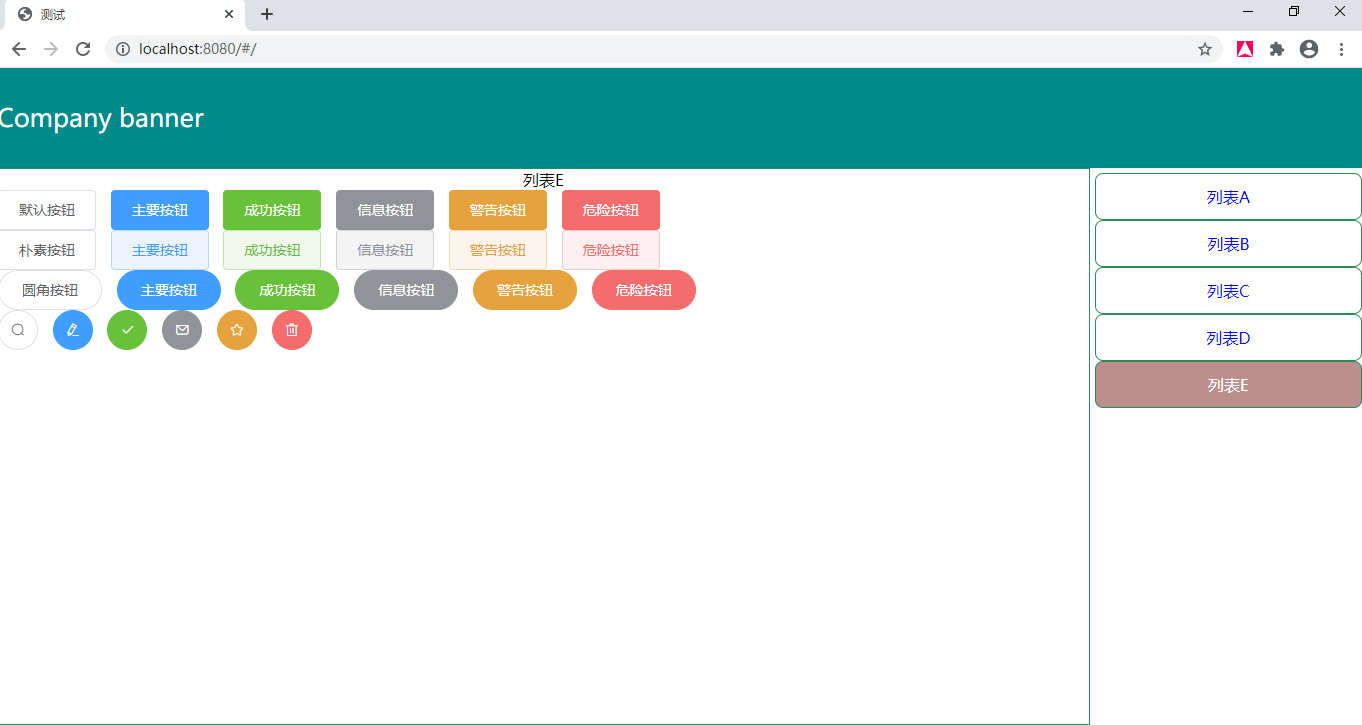 测试
localhost:8080/#/
Company banner
列表E
默认按钮 主要按钮 成功按钮 信息按钮 警告按钮 危险按钮
朴素按钮 主要按钮 成功按钮 信息按钮 警告按钮 危险按钮
圆角按钮 主要按钮 成功按钮 信息按钮 警告按钮 危险按钮
列表A
列表B
列表C
列表D
列表E